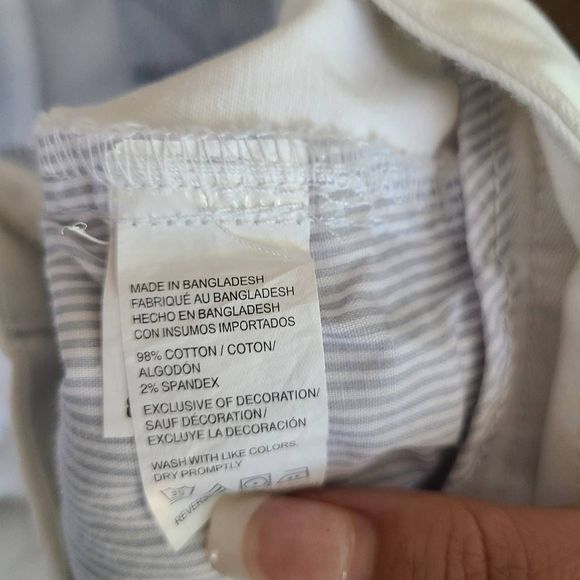 MADE IN BANGLADESH
FABRIQUÉ AU BANGLADESH
HECHO EN BANGLADESH
CON INSUMOS IMPORTADOS
98% COTTON / COTON/
ALGODÓN
2% SPANDEX
EXCLUSIVE OF DECORATION/
SAUF DÉCORATION/
EXCLUYE LA DECORACIÓN
WASH WITH LIKE COLORS.
DRY PROMPTLY